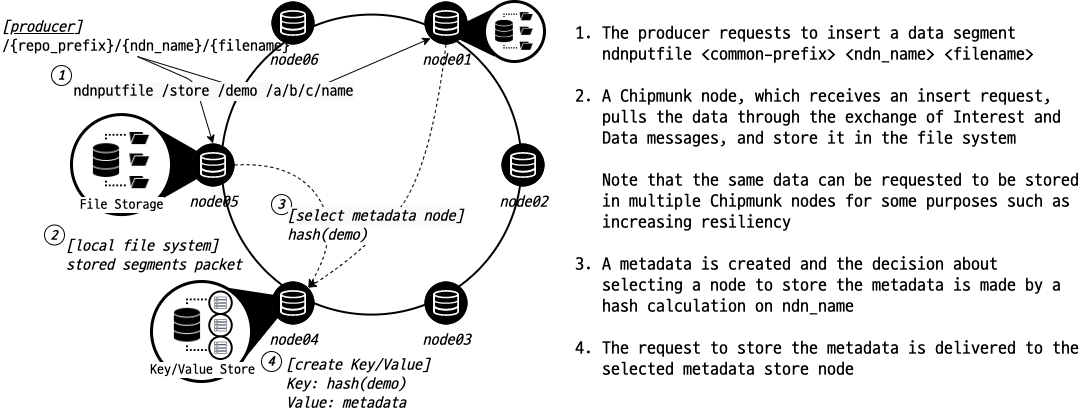 [producer]
/{repo_prefix}/{ndn_name}/{filename}
node06
node01
1
ndnputfile /store /demo /a/b/c/name
File Storage
node05
node02
3
[select metadata node]
hash(demo)
2
[local file system]
stored segments packet
node04
node03
Key/Value Store
4
[create Key/Value]
Key: hash(demo)
Value: metadata
1. The producer requests to insert a data segment
ndnputfile <common-prefix> <ndn_name> <filename>
2. A Chipmunk node, which receives an insert request,
pulls the data through the exchange of Interest and
Data messages, and store it in the file system
Note that the same data can be requested to be stored
in multiple Chipmunk nodes for some purposes such as
increasing resiliency
3. A metadata is created and the decision about
selecting a node to store the metadata is made by a
hash calculation on ndn_name
4. The request to store the metadata is delivered to the
selected metadata store node